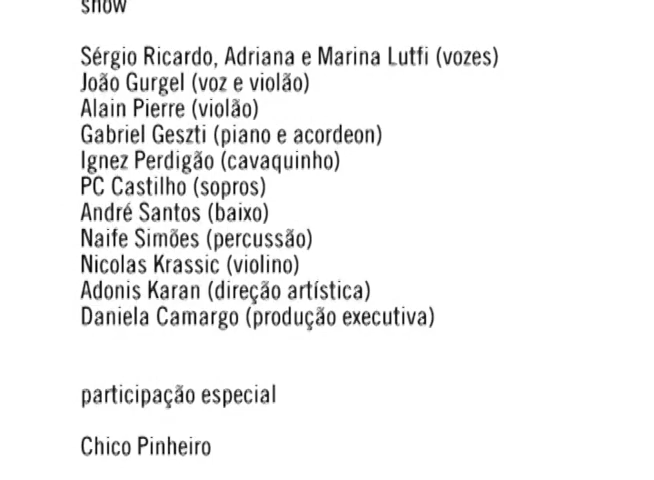 show
Sérgio Ricardo, Adriana e Marina Lutfi (vozes)
João Gurgel (voz e violão)
Alain Pierre (violão)
Gabriel Geszti (piano e acordeon)
Ignez Perdigão (cavaquinho)
PC Castilho (sopros)
André Santos (baixo)
Naife Simões (percussão)
Nicolas Krassic (violino)
Adonis Karan (direção artística)
Daniela Camargo (produção executiva)
participação especial
Chico Pinheiro